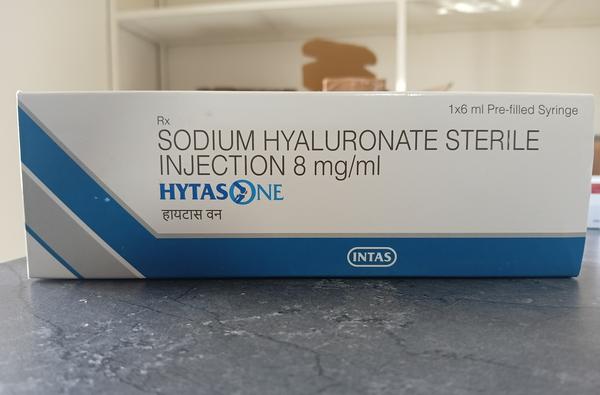 1x6 ml Pre-filled Syringe
Rx
SODIUM HYALURONATE STERILE
INJECTION 8 mg/ml
HYTASONE
हायटास वन
INTAS